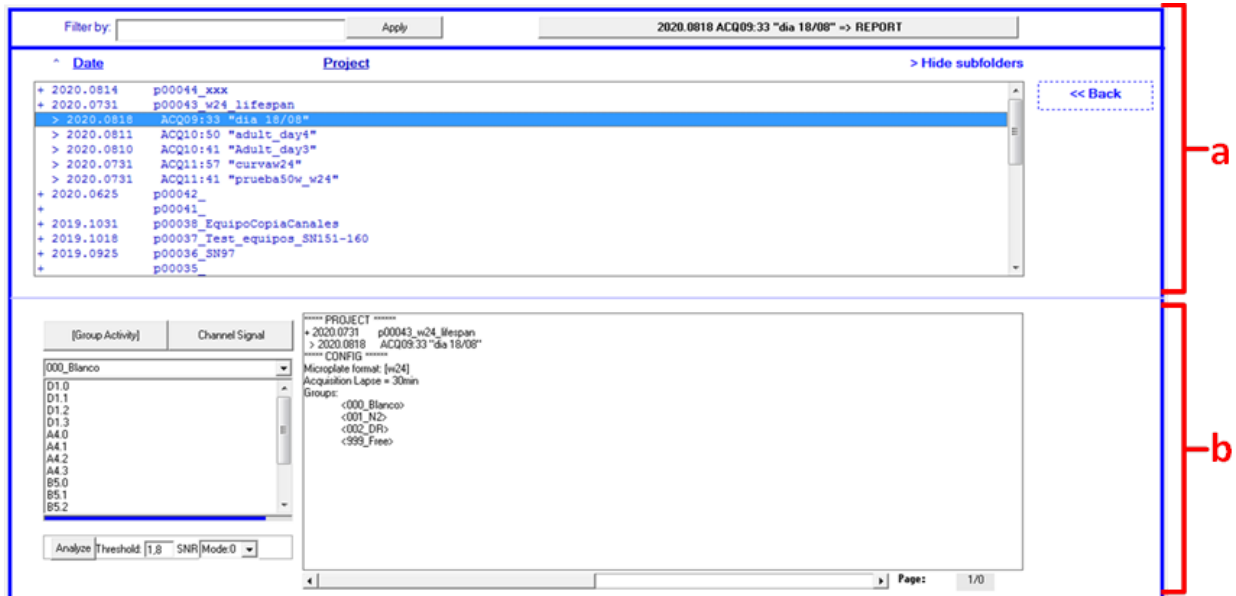 Filter by: Apply 2020.0818 ACQ09:33 "dia 18/08" => REPORT
^ Date Project > Hide subfolders
<< Back
+ 2020.0814 p00044_xxx
+ 2020.0731 p00043_w24_lifespan
> 2020.0818 ACQ09:33 "dia 18/08"
> 2020.0811 ACQ10:50 "adult_day4"
> 2020.0810 ACQ10:41 "Adult_day3"
> 2020.0731 ACQ11:57 "curvaw24"
> 2020.0731 ACQ11:41 "prueba50w_w24"
+ 2020.0625 p00042_
+ p00041_
+ 2019.1031 p00038_EquipoCopiaCanales
+ 2019.1018 p00037_Test_equipos_SN151-160
+ 2019.0925 p00036_SN97
+ p00035_
a
[Group Activity] Channel Signal
000_Blanco
D1.0
D1.1
D1.2
D1.3
A4.0
A4.1
A4.2
A4.3
B5.0
B5.1
B5.2
Analyze Threshold: 1,8 SNR Mode:0
***** PROJECT ******
+ 2020.0731 p00043_w24_lifespan
> 2020.0818 ACQ09:33 "dia 18/08"
***** CONFIG ******
Microplate format: [w24]
Acquisition Lapse = 30min
Groups:
<000_Blanco>
<001_N2>
<002_DR>
<999_Free>
Page: 1/0
b